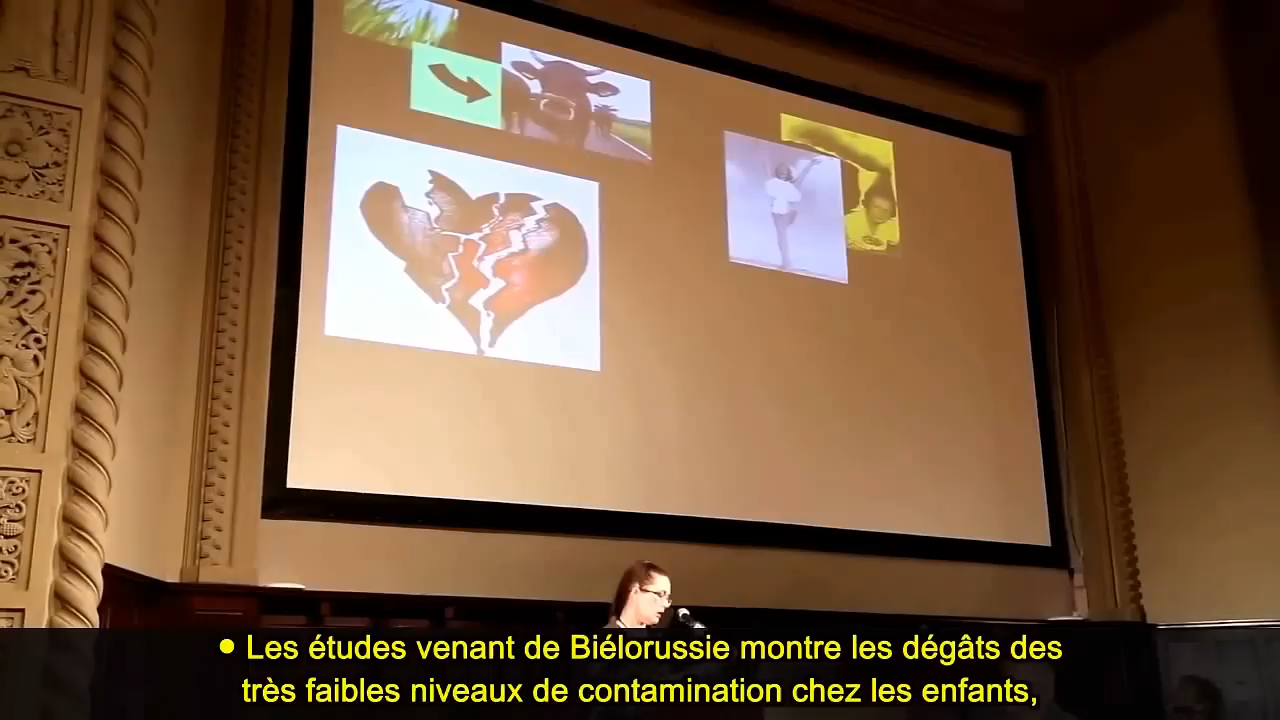 • Les études venant de Biélorussie montre les dégâts des
très faibles niveaux de contamination chez les enfants,